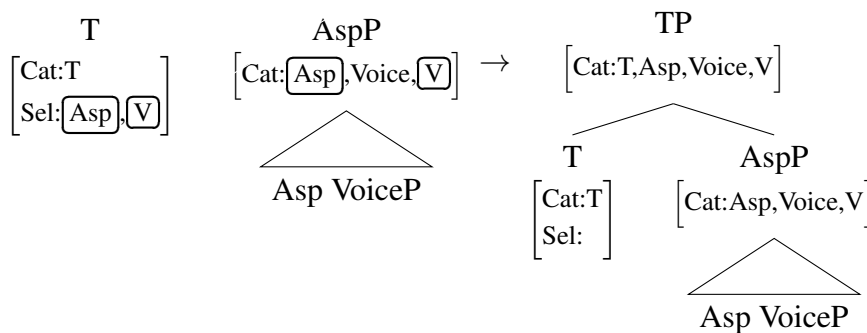 T
[Cat:T
Sel:Asp,V]
AspP
[Cat:Asp,Voice,V]
Asp VoiceP
→
TP
[Cat:T,Asp,Voice,V]
T
[Cat:T
Sel:]
AspP
[Cat:Asp,Voice,V]
Asp VoiceP